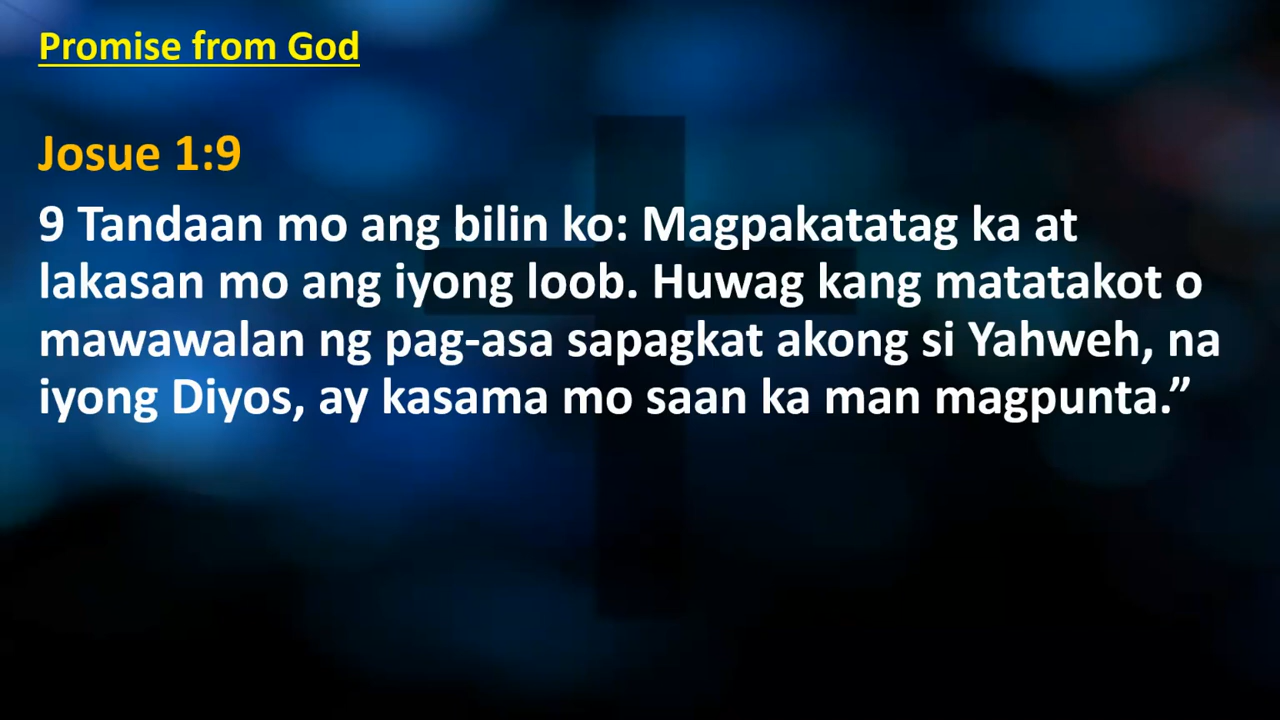 Promise from God
Josue 1:9
9 Tandaan mo ang bilin ko: Magpakatatag ka at
lakasan mo ang iyong loob. Huwag kang matatakot o
mawawalan ng pag-asa sapagkat akong si Yahweh, na
iyong Diyos, ay kasama mo saan ka man magpunta.”